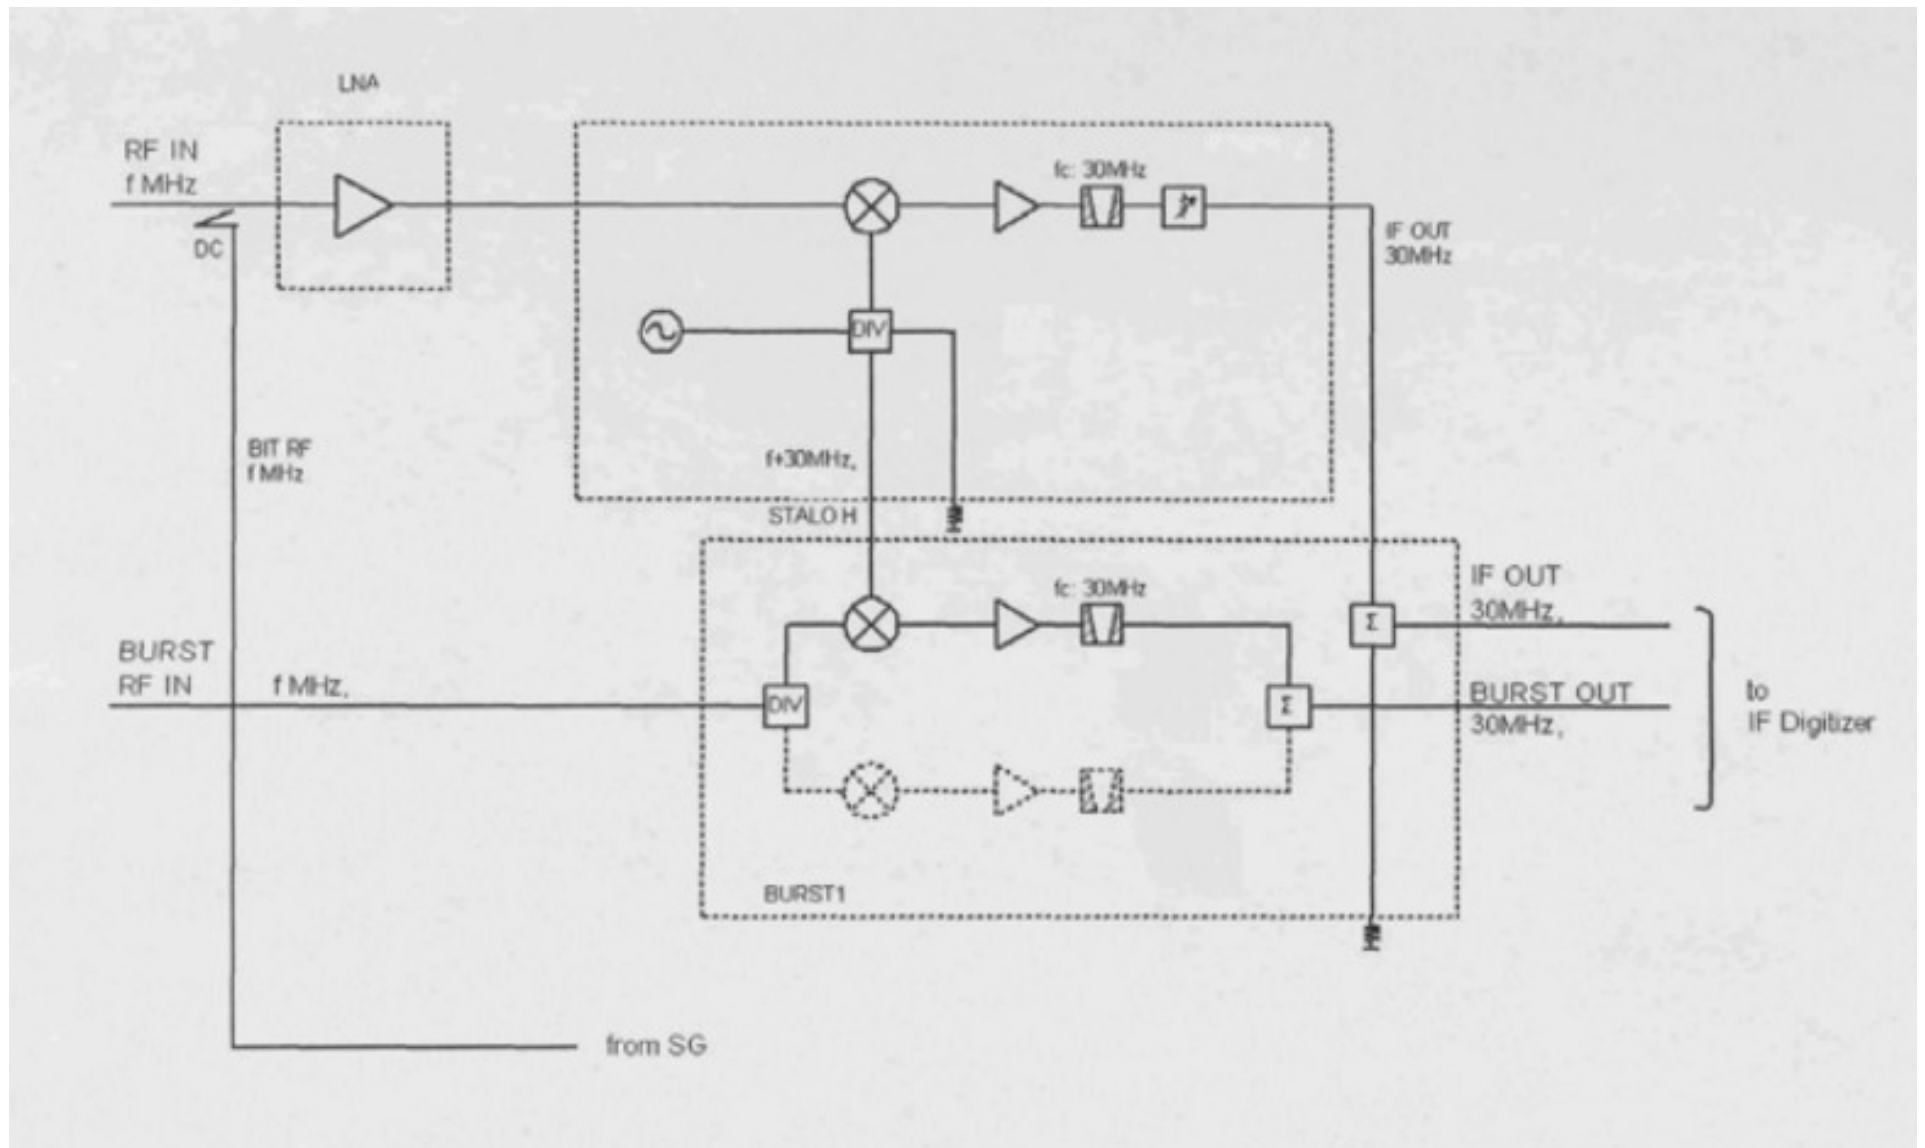 LNA
RF IN
f MHz
DC
fc: 30MHz
IF OUT
30MHz
DIV
BIT RF
f MHz
f+30MHz,
STALO H
fc: 30MHz
IF OUT
30MHz,
Σ
BURST
RF IN
f MHz,
DIV
Σ
BURST OUT
30MHz,
to
IF Digitizer
BURST1
from SG